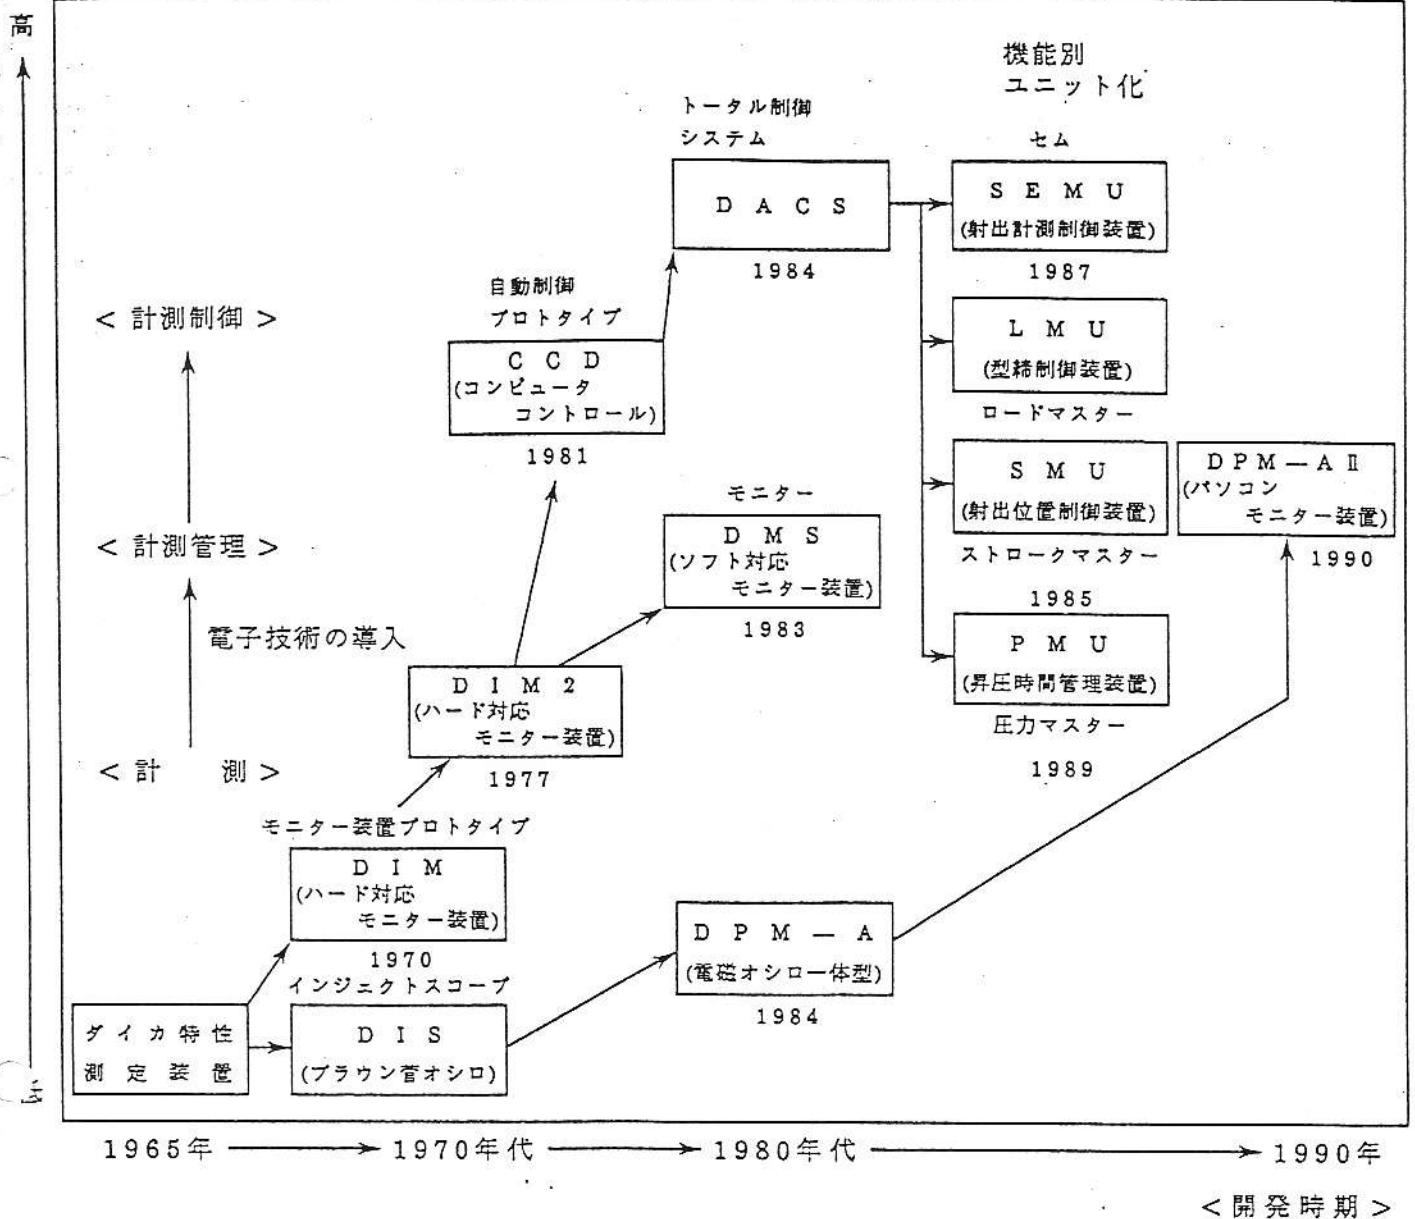 高
機能別
ユニット化
トータル制御
システム
セム
DACS
1984
SEMU
(射出計測制御装置)
1987
自動制御
プロトタイプ
CCD
(コンピュータ
コントロール)
1981
LMU
(型締制御装置)
ロードマスター
<計測制御>
SMU
(射出位置制御装置)
ストロークマスター
1985
DPM—AⅡ
(パソコン
モニター装置)
1990
モニター
DMS
(ソフト対応
モニター装置)
1983
<計測管理>
電子技術の導入
PMU
(昇圧時間管理装置)
圧力マスター
1989
DIM2
(ハード対応
モニター装置)
1977
<計 測>
モニター装置プロトタイプ
DIM
(ハード対応
モニター装置)
1970
インジェクトスコープ
DIS
(ブラウン菅オシロ)
DPM—A
(電磁オシロ一体型)
1984
ダイカ特性
測定装置
1965年
1970年代
1980年代
1990年
<開発時期>